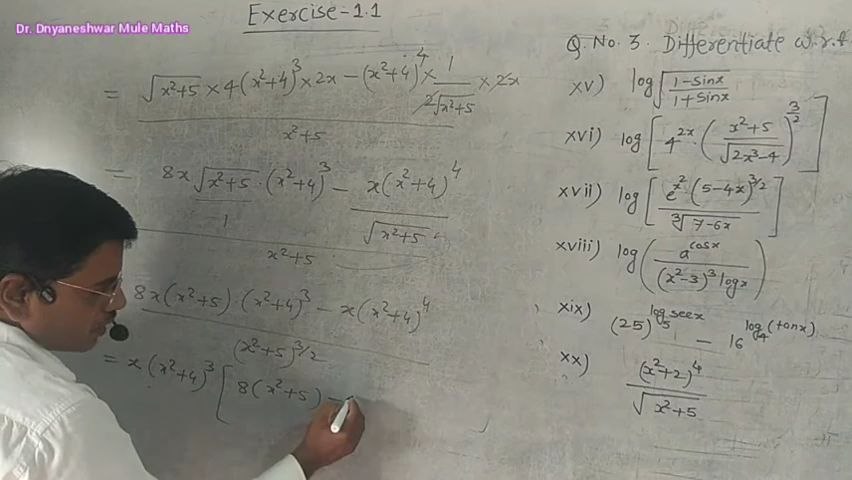 Dr. Dnyaneshwar Mule Maths
Exercise-1.1
= √(x²+5) × 4(x²+4)³ × 2x − (x²+4)⁴ × 1/(2√(x²+5)) × 2x
x²+5
= 8x √(x²+5) · (x²+4)³ − x(x²+4)⁴/√(x²+5)
1
x²+5
8x(x²+5) · (x²+4)³ − x(x²+4)⁴
(x²+5)^3/2
= x(x²+4)³ [ 8(x²+5) −
Q. No. 3. Differentiate w.r.t.
xv) log √((1−sinx)/(1+sinx))
xvi) log [ 4^2x · ( (x²+5)/√(2x³−4) )^3/2 ]
xvii) log [ e^x² (5−4x)^3/2 / ∛(7−6x) ]
xviii) log ( a^cosx / ((x²−3)³ logx) )
xix) (25)^log₅ secx − 16^log₄(tanx)
xx) (x²+2)⁴ / √(x²+5)